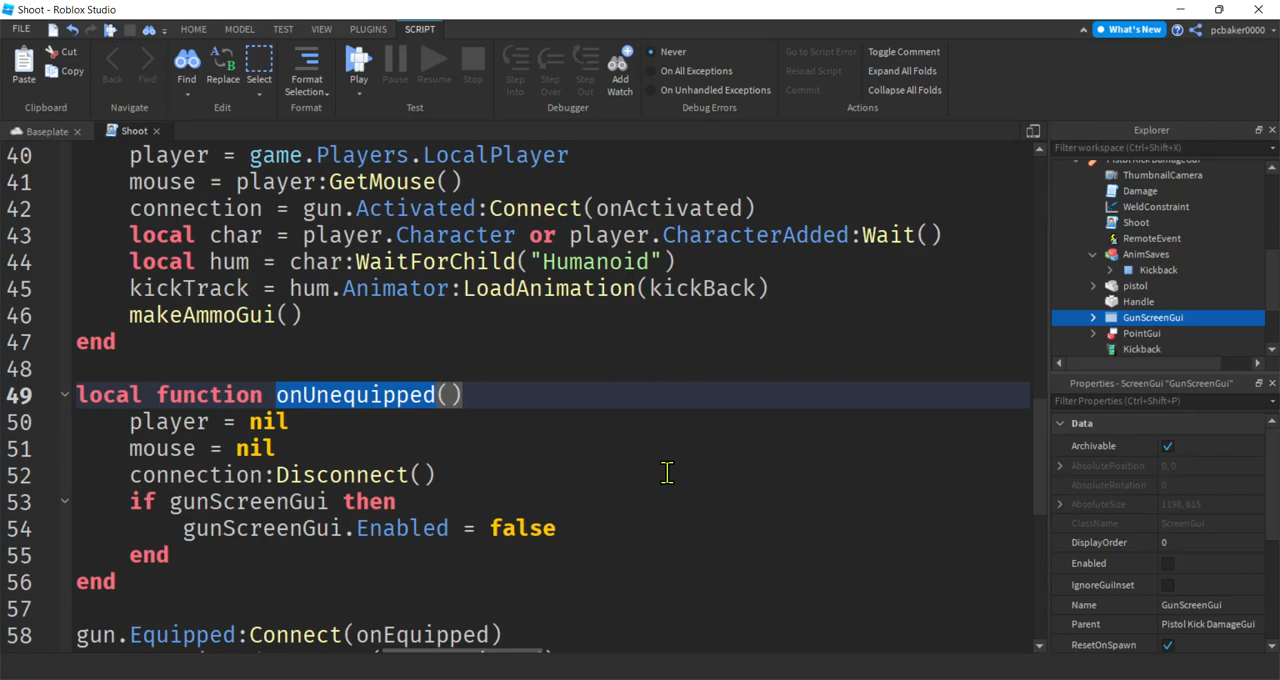 Shoot - Roblox Studio
FILE HOME MODEL TEST VIEW PLUGINS SCRIPT What's New pcbaker0000
Paste Cut Copy Back Fwd Find Replace Select Format Selection Play Pause Resume Stop Step Into Step Over Step Out Add Watch
Never
On All Exceptions
On Unhandled Exceptions
Go to Script Error
Reload Script
Commit
Toggle Comment
Expand All Folds
Collapse All Folds
Clipboard Navigate Edit Format Test Debugger Debug Errors Actions
Baseplate Shoot
40 player = game.Players.LocalPlayer
41 mouse = player:GetMouse()
42 connection = gun.Activated:Connect(onActivated)
43 local char = player.Character or player.CharacterAdded:Wait()
44 local hum = char:WaitForChild("Humanoid")
45 kickTrack = hum.Animator:LoadAnimation(kickBack)
46 makeAmmoGui()
47 end
48
49 local function onUnequipped()
50 player = nil
51 mouse = nil
52 connection:Disconnect()
53 if gunScreenGui then
54 gunScreenGui.Enabled = false
55 end
56 end
57
58 gun.Equipped:Connect(onEquipped)
Explorer
Filter workspace (Ctrl+Shift+X)
ThumbnailCamera
Damage
WeldConstraint
Shoot
RemoteEvent
AnimSaves
Kickback
pistol
Handle
GunScreenGui
PointGui
Kickback
Properties - ScreenGui "GunScreenGui"
Filter Properties (Ctrl+Shift+P)
Data
Archivable
AbsolutePosition 0, 0
AbsoluteRotation 0
AbsoluteSize 1198, 615
ClassName ScreenGui
DisplayOrder 0
Enabled
IgnoreGuiInset
Name GunScreenGui
Parent Pistol Kick DamageGui
ResetOnSpawn